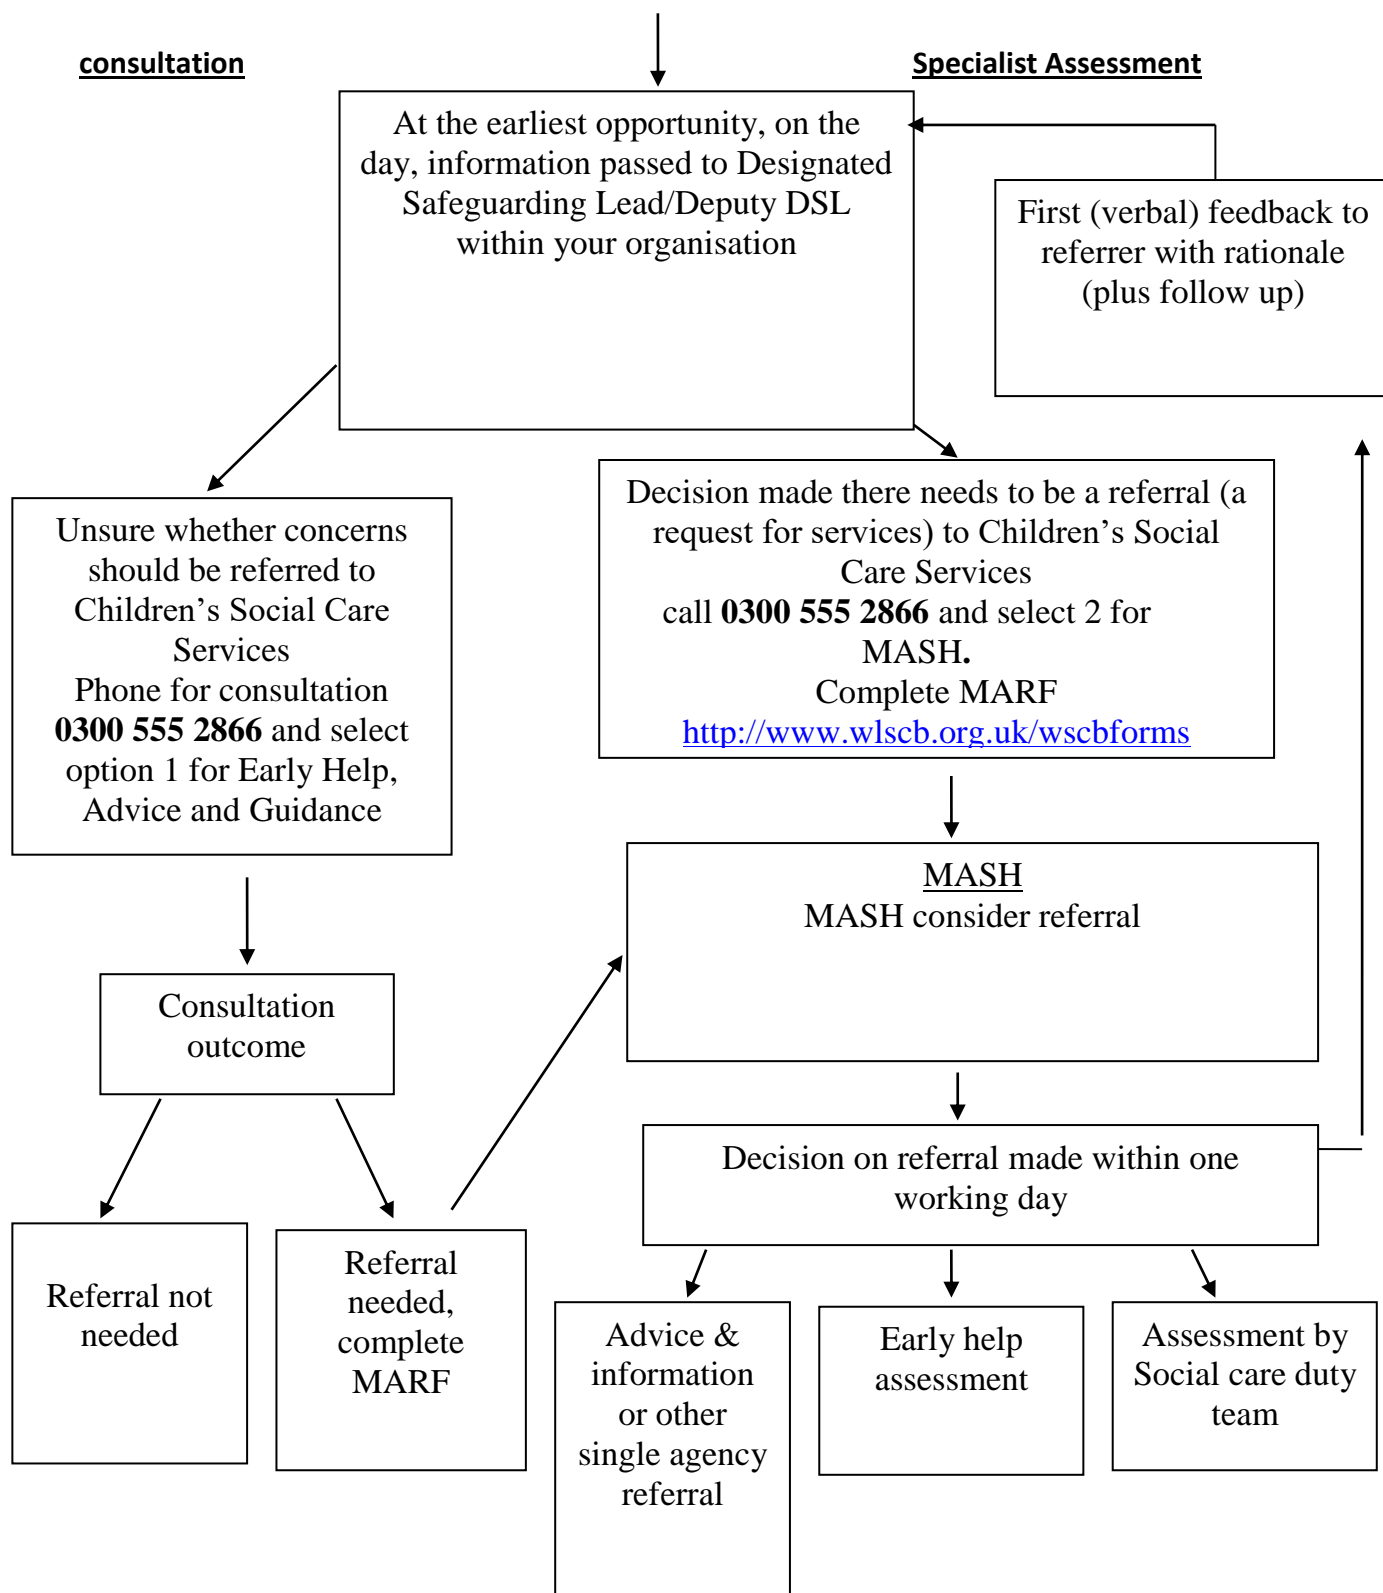 consultation
Specialist Assessment
At the earliest opportunity, on the
day, information passed to Designated
Safeguarding Lead/Deputy DSL
within your organisation
First (verbal) feedback to
referrer with rationale
(plus follow up)
Unsure whether concerns
should be referred to
Children’s Social Care
Services
Phone for consultation
0300 555 2866 and select
option 1 for Early Help,
Advice and Guidance
Decision made there needs to be a referral (a
request for services) to Children’s Social
Care Services
call 0300 555 2866 and select 2 for
MASH.
Complete MARF
http://www.wlscb.org.uk/wscbforms
MASH
MASH consider referral
Consultation
outcome
Decision on referral made within one
working day
Referral not
needed
Referral
needed,
complete
MARF
Advice &
information
or other
single agency
referral
Early help
assessment
Assessment by
Social care duty
team